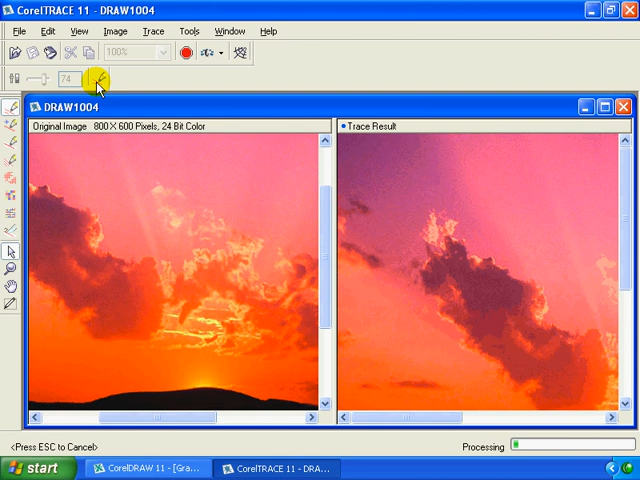 CorelTRACE 11 - DRAW1004
File Edit View Image Trace Tools Window Help
100%
74
DRAW1004
Original Image 800 X 600 Pixels, 24 Bit Color
Trace Result
<Press ESC to Cancel>
Processing
start
CorelDRAW 11 - [Gra...
CorelTRACE 11 - DRA...